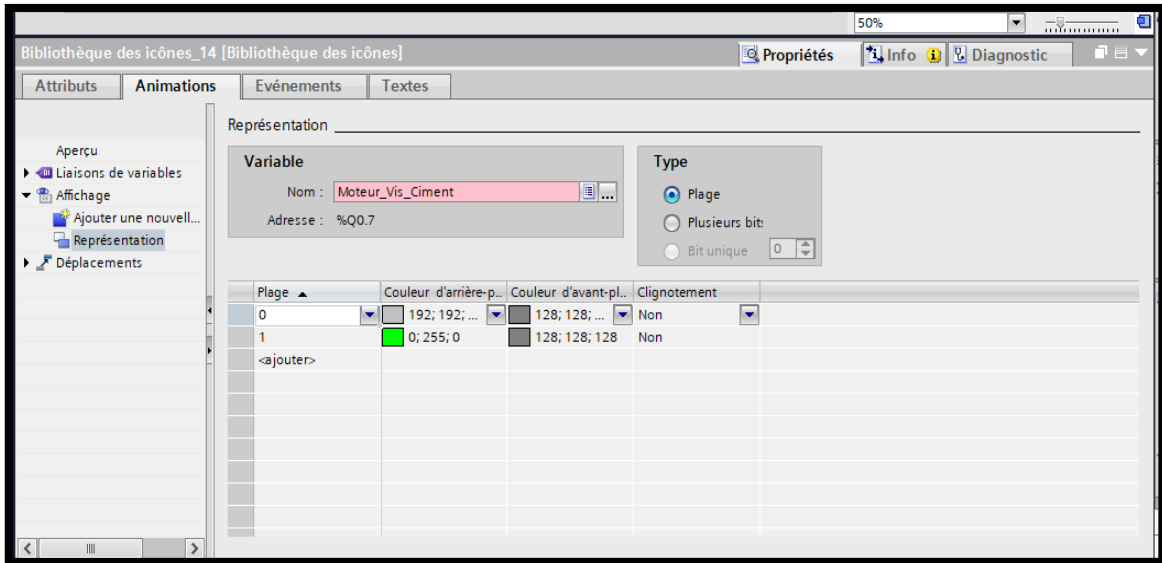 50%
Bibliothèque des icônes_14 [Bibliothèque des icônes]
Propriétés
Info
Diagnostic
Attributs
Animations
Evénements
Textes
Représentation
Aperçu
Liaisons de variables
Affichage
Ajouter une nouvell...
Représentation
Déplacements
Variable
Nom : Moteur_Vis_Ciment
Adresse : %Q0.7
Type
Plage
Plusieurs bit
Bit unique 0
Plage Couleur d'arrière-p... Couleur d'avant-pl... Clignotement
0 192; 192; ... 128; 128; ... Non
1 0; 255; 0 128; 128; 128 Non
<ajouter>